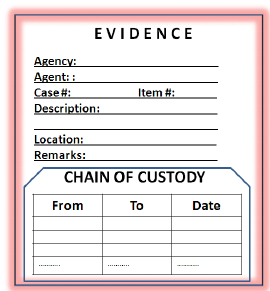 EVIDENCE
Agency:
Agent: :
Case #: Item #:
Description:
Location:
Remarks:
CHAIN OF CUSTODY
From To Date
.......... .......... ..........